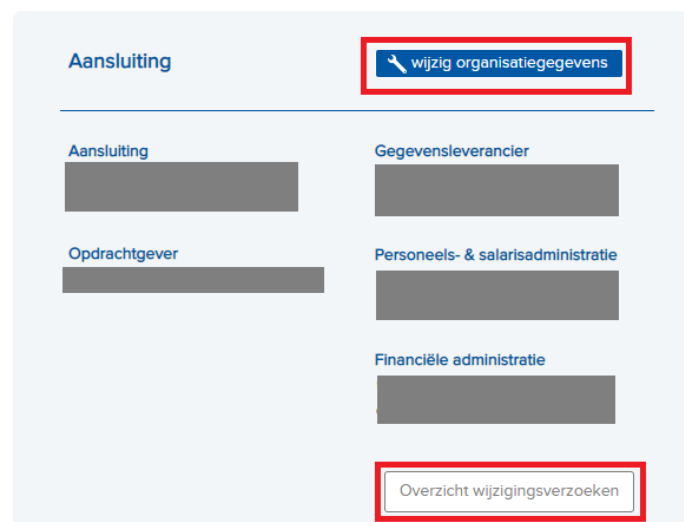 Aansluiting
wijzig organisatiegegevens
Aansluiting
Gegevensleverancier
Opdrachtgever
Personeels- & salarisadministratie
Financiële administratie
Overzicht wijzigingsverzoeken